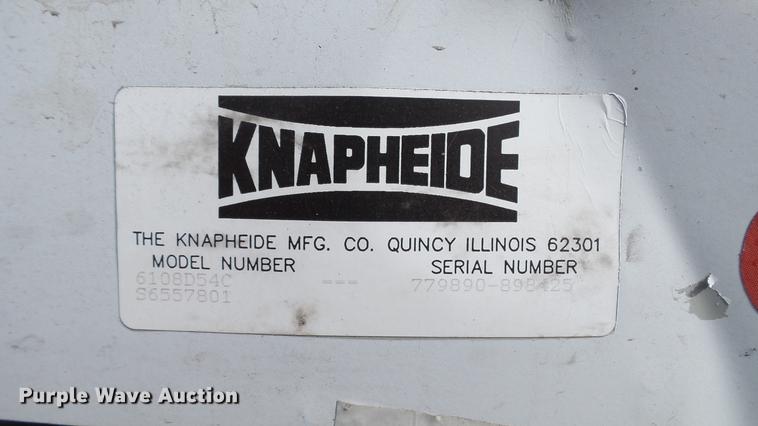 KNAPHEIDE
THE KNAPHEIDE MFG. CO. QUINCY ILLINOIS 62301
MODEL NUMBER SERIAL NUMBER
6108D54C --- 779890-898425
S6557801
Purple Wave Auction